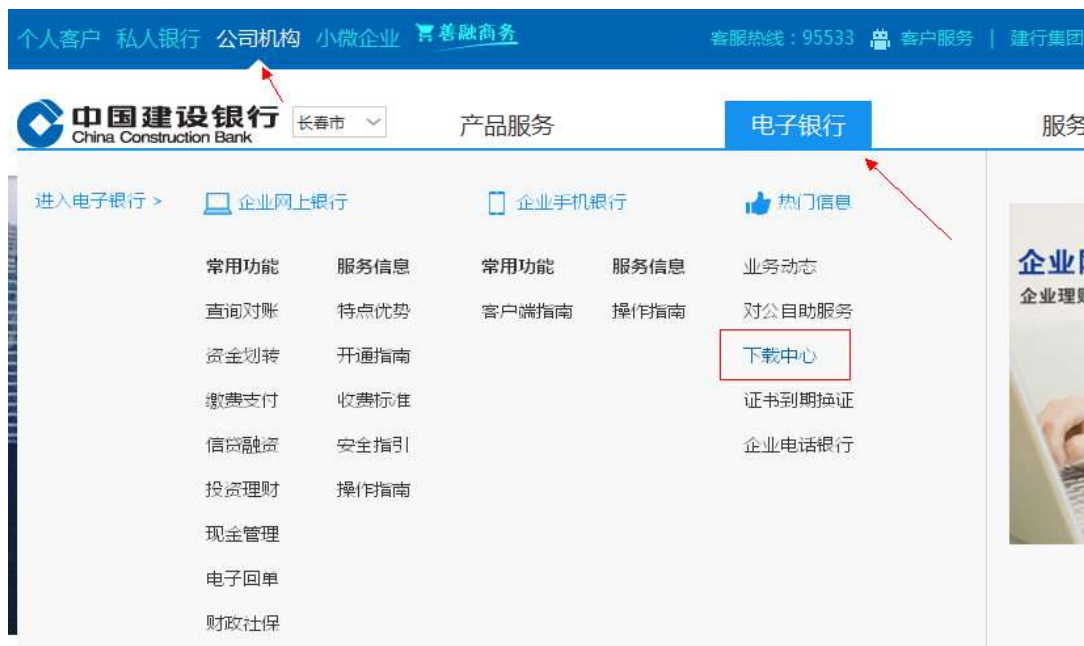 个人客户 私人银行 公司机构 小微企业 善融商务 客服热线：95533 客户服务 | 建行集团
中国建设银行 长春市 产品服务 电子银行 服务
China Construction Bank
进入电子银行 > 企业网上银行 企业手机银行 热门信息
常用功能 服务信息 常用功能 服务信息 业务动态
查询对账 特点优势 客户端指南 操作指南 对公自助服务
资金划转 开通指南 下载中心
缴费支付 收费标准 证书到期换证
信贷融资 安全指引 企业电话银行
投资理财 操作指南
现金管理
电子回单
财政社保
企业
企业理财